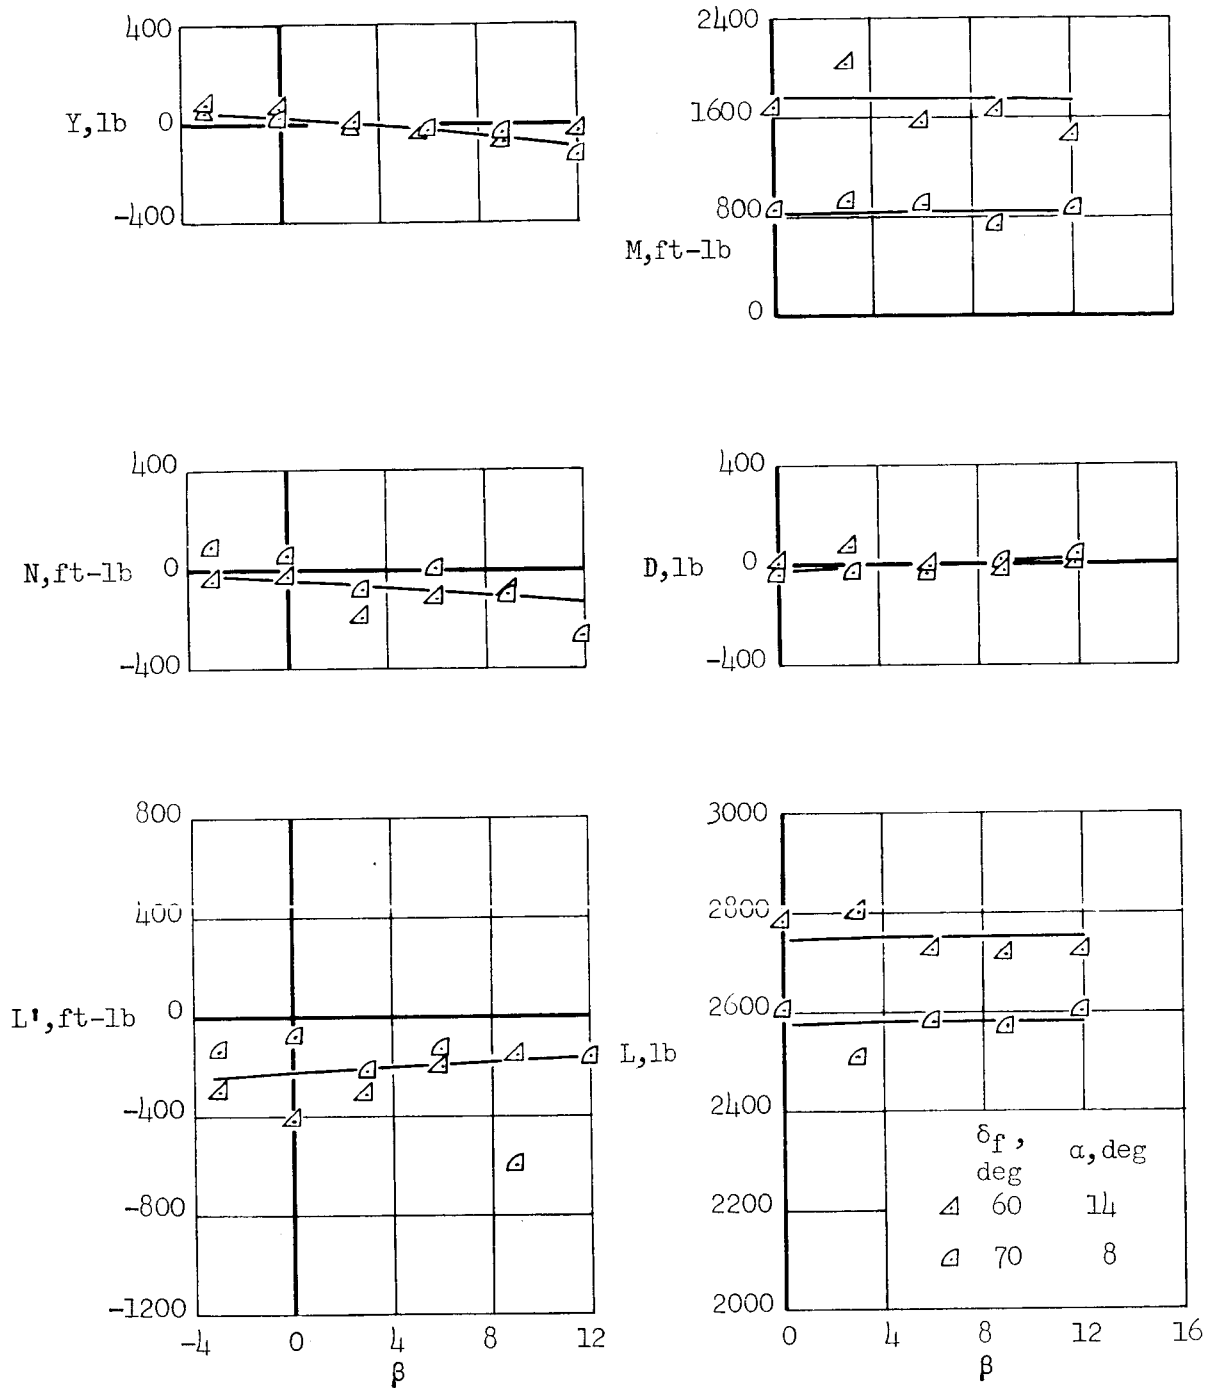 400
Y,lb 0
-400
2400
1600
800
M,ft-lb
0
400
N,ft-lb 0
-400
400
D,lb 0
-400
800
400
L',ft-lb 0
-400
-800
-1200
-4 0 4 8 12
β
3000
2800
2600
L,lb
2400
2200
2000
δf, deg α,deg
60 14
70 8
0 4 8 12 16
β